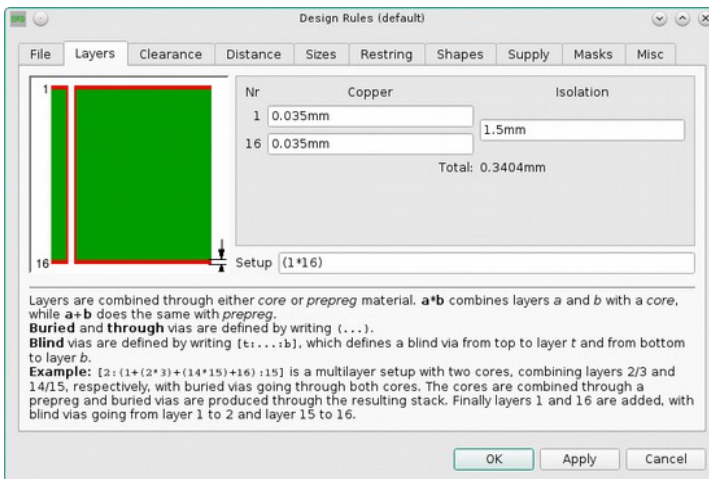 Design Rules (default)
File Layers Clearance Distance Sizes Restring Shapes Supply Masks Misc
1
16
Nr Copper Isolation
1 0.035mm
1.5mm
16 0.035mm
Total: 0.3404mm
Setup (1*16)
Layers are combined through either core or prepreg material. a*b combines layers a and b with a core,
while a+b does the same with prepreg.
Buried and through vias are defined by writing (...).
Blind vias are defined by writing [t:...:b], which defines a blind via from top to layer t and from bottom
to layer b.
Example: [2:(1+(2*3)+(14*15)+16):15] is a multilayer setup with two cores, combining layers 2/3 and
14/15, respectively, with buried vias going through both cores. The cores are combined through a
prepreg and buried vias are produced through the resulting stack. Finally layers 1 and 16 are added, with
blind vias going from layer 1 to 2 and layer 15 to 16.
OK Apply Cancel